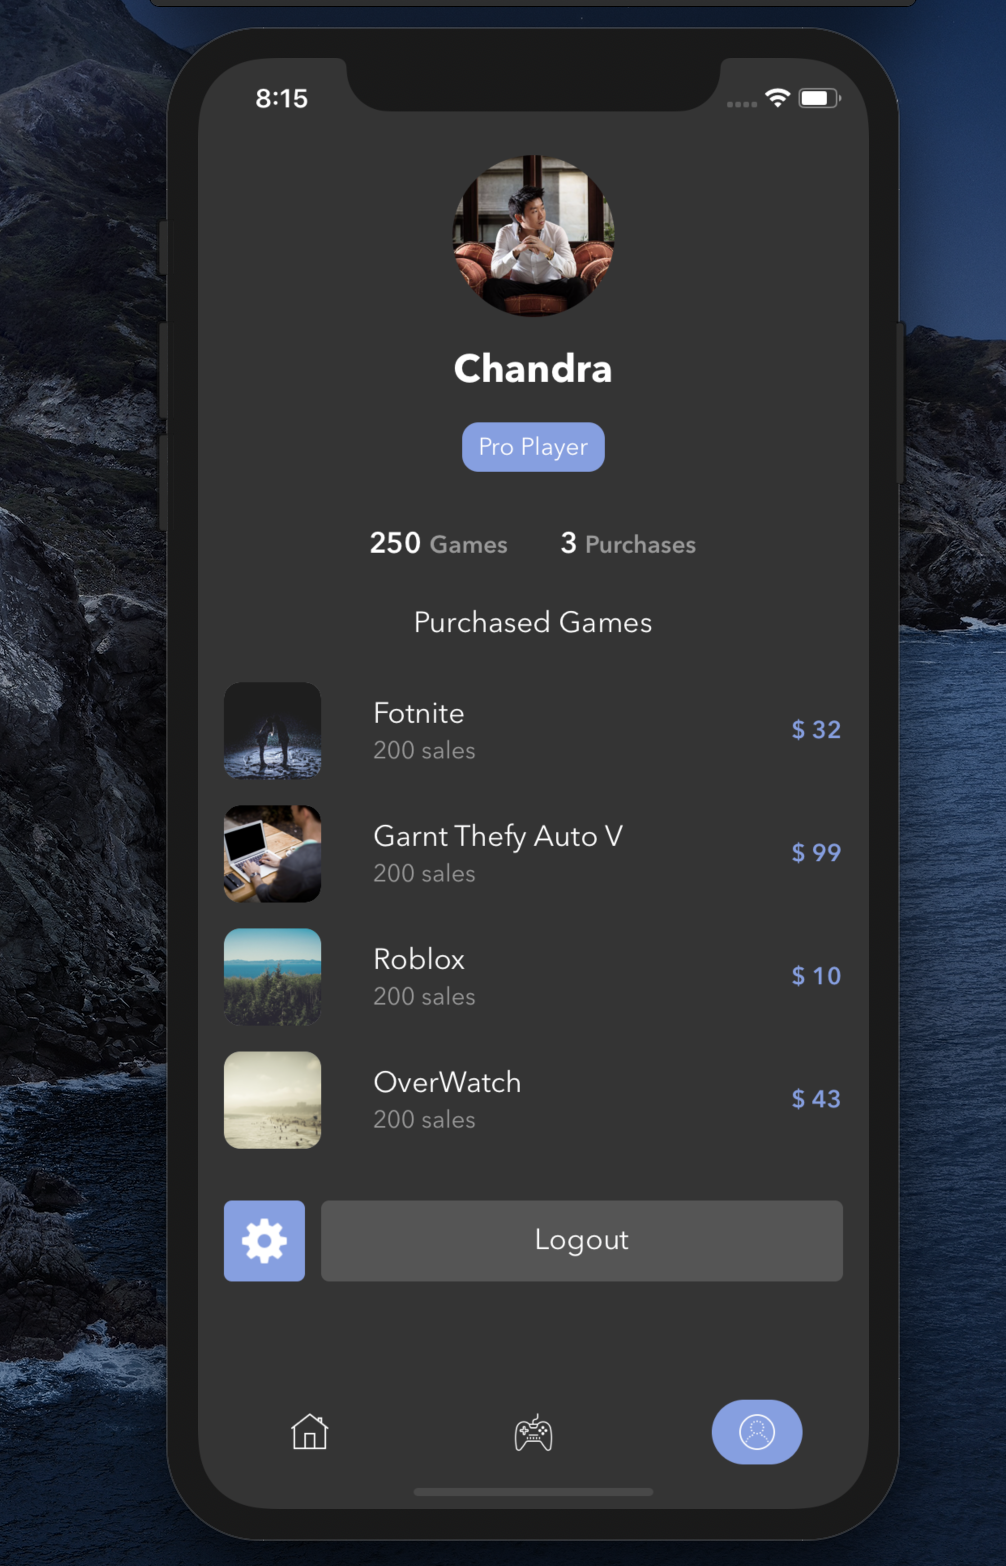 8:15
Chandra
Pro Player
250 Games 3 Purchases
Purchased Games
Fotnite
200 sales
$ 32
Garnt Thefy Auto V
200 sales
$ 99
Roblox
200 sales
$ 10
OverWatch
200 sales
$ 43
Logout